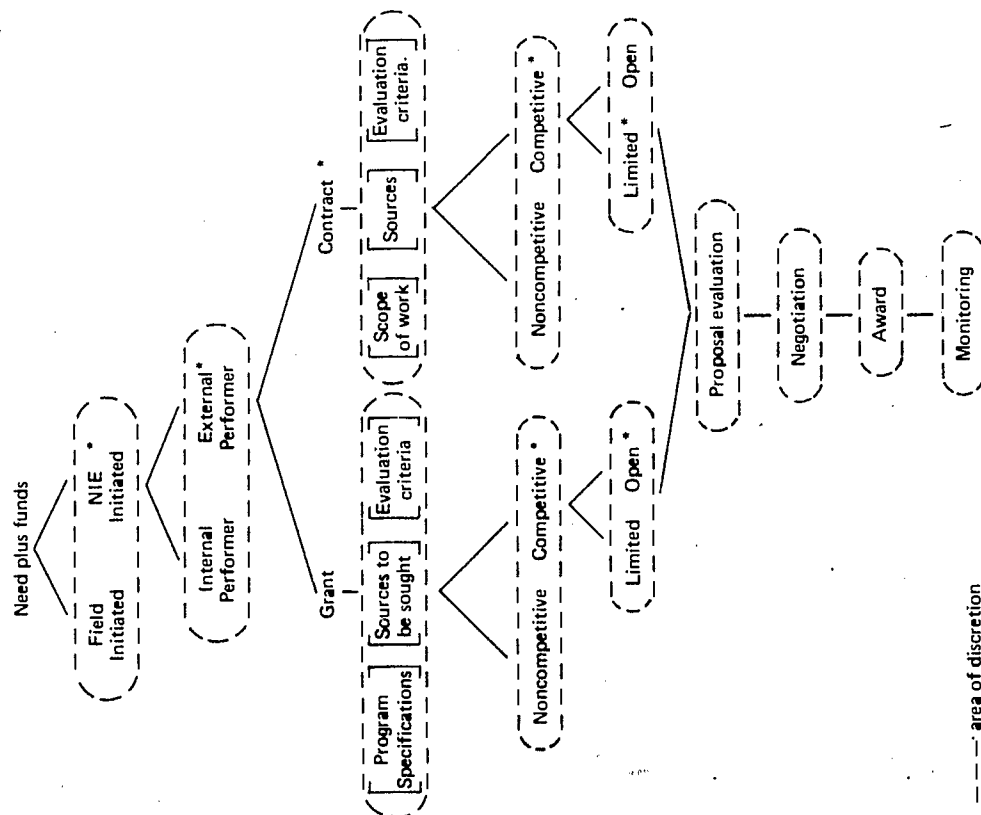 Need plus funds
Field NIE *
Initiated Initiated
Internal External *
Performer Performer
Grant Contract *
[Program Specifications] [Sources to be sought] [Evaluation criteria] [Scope of work] [Sources] [Evaluation criteria.]
Noncompetitive Competitive * Noncompetitive Competitive *
Limited Open * Limited * Open
Proposal evaluation
Negotiation
Award
Monitoring
– – – area of discretion